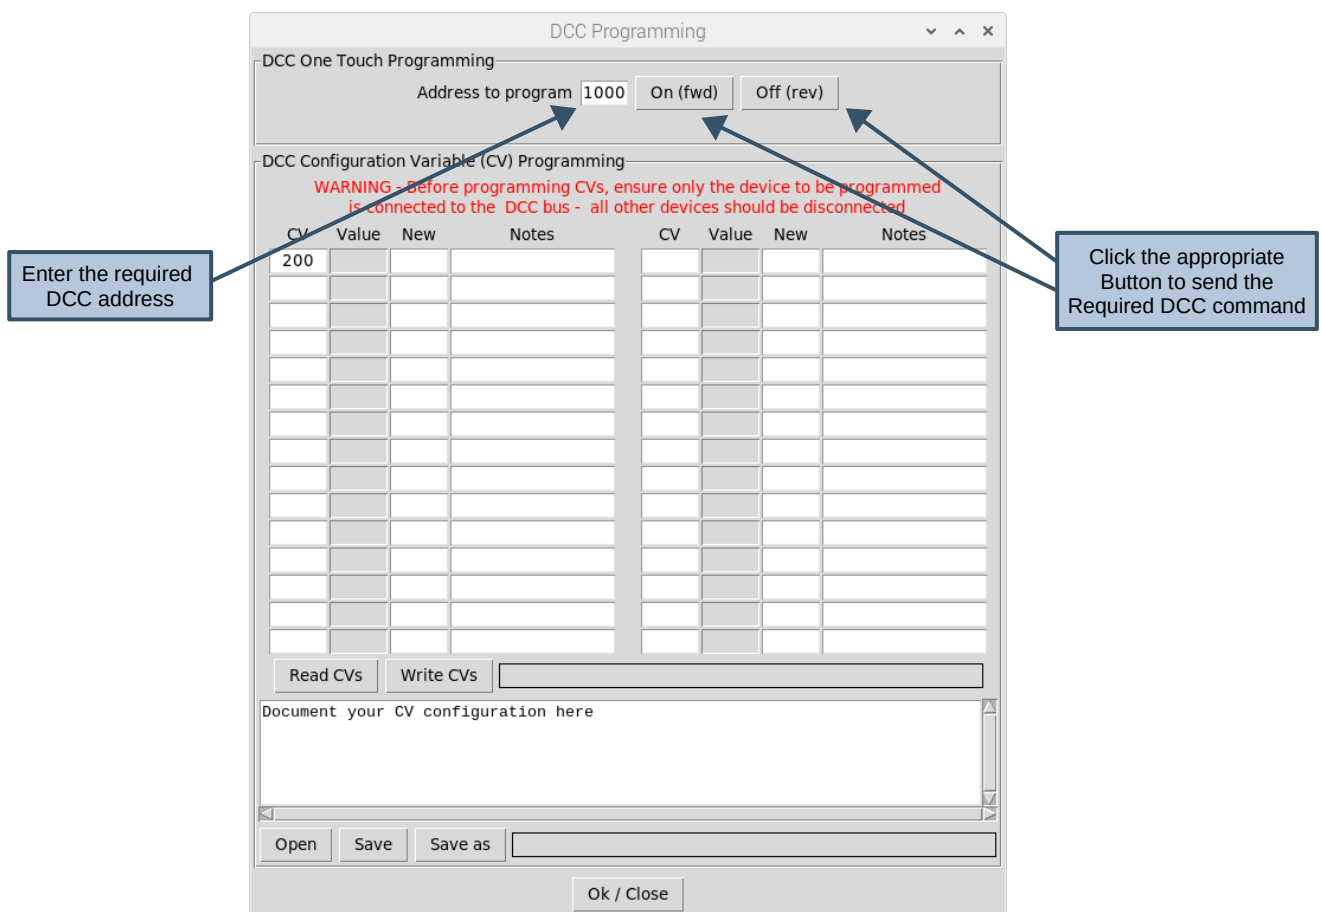 DCC Programming
DCC One Touch Programming
Address to program 1000 On (fwd) Off (rev)
DCC Configuration Variable (CV) Programming
WARNING - Before programming CVs, ensure only the device to be programmed
is connected to the DCC bus - all other devices should be disconnected
CV Value New Notes CV Value New Notes
200
Enter the required
DCC address
Click the appropriate
Button to send the
Required DCC command
Read CVs Write CVs
Document your CV configuration here
Open Save Save as
Ok / Close